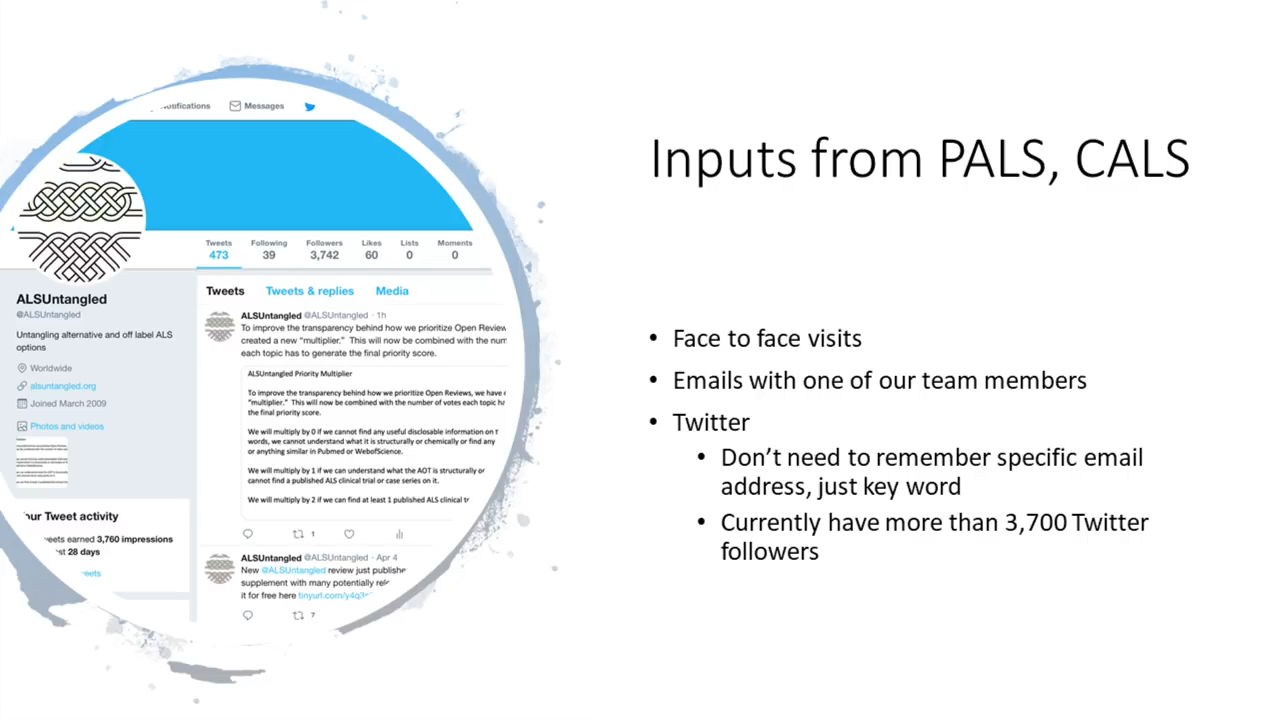 Notifications Messages
Tweets Following Followers Likes Lists Moments
473 39 3,742 60 0 0
ALSUntangled
@ALSUntangled
Untangling alternative and off label ALS
options
Worldwide
alsuntangled.org
Joined March 2009
Photos and videos
Tweet activity
earned 3,760 impressions
28 days
Tweets Tweets & replies Media
ALSUntangled @ALSUntangled · 1h
To improve the transparency behind how we prioritize Open
created a new "multiplier." This will now be combined with the
each topic has to generate the final priority score.
ALSUntangled Priority Multiplier
To improve the transparency behind how we prioritize Open Reviews, we have
"multiplier." This will now be combined with the number of votes each topic
the final priority score.
We will multiply by 0 if we cannot find any useful disclosable information on
words, we cannot understand what it is structurally or chemically or find any
or anything similar in Pubmed or WebofScience.
We will multiply by 1 if we can understand what the AOT is structurally or
cannot find a published ALS clinical trial or case series on it.
We will multiply by 2 if we can find at least 1 published ALS clinical
1
ALSUntangled @ALSUntangled · Apr 4
New @ALSUntangled review just
supplement with many potentially
it for free here
7
Inputs from PALS, CALS
• Face to face visits
• Emails with one of our team members
• Twitter
• Don't need to remember specific email
address, just key word
• Currently have more than 3,700 Twitter
followers